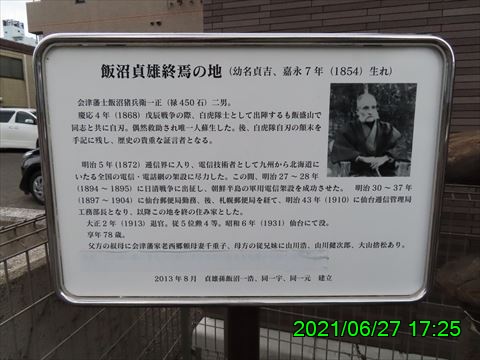 飯沼貞雄終焉の地 (幼名貞吉、嘉永7年(1854)生れ)
会津藩士飯沼猪兵衛一正(禄450石)二男。
慶応4年(1868)戊辰戦争の際、白虎隊士として出陣するも飯盛山で
同志と共に自刃。偶然救助され唯一人蘇生した。後、白虎隊自刃の顛末を
手記に残し、歴史の貴重な証言者となる。
明治5年(1872)逓信界に入り、電信技術者として九州から北海道に
いたる全国の電信・電話網の架設に尽力した。この間、明治27~28年
(1894~1895)に日清戦争に出征し、朝鮮半島の軍用電信架設を成功させた。 明治30~37年
(1897~1904)に仙台郵便局勤務、後、札幌郵便局を経て、明治43年(1910)に仙台逓信管理局
工務部長となり、以降この地を終の住み家とした。
大正2年(1913)退官。従5位勲4等。昭和6年(1931)仙台にて没。
享年78歳。
父方の叔母に会津藩家老西郷頼母妻千重子、母方の従兄妹に山川浩、山川健次郎、大山捨松あり。
2013年8月 貞雄孫飯沼一浩、同一宇、同一元 建立
2021/06/27 17:25